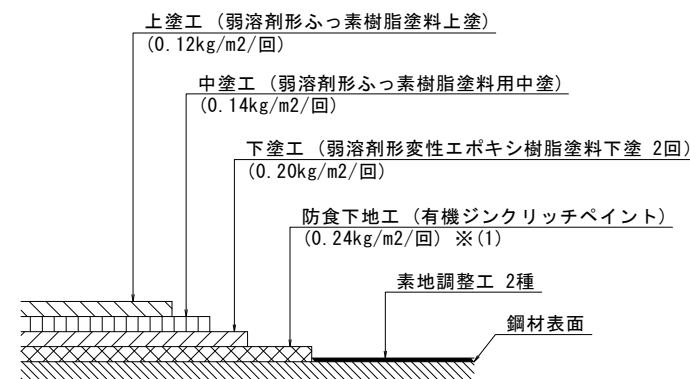 上塗工（弱溶剤形ふっ素樹脂塗料上塗）
(0.12kg/m2/回)
中塗工（弱溶剤形ふっ素樹脂塗料用中塗）
(0.14kg/m2/回)
下塗工（弱溶剤形変性エポキシ樹脂塗料下塗 2回）
(0.20kg/m2/回)
防食下地工（有機ジンクリッチペイント）
(0.24kg/m2/回) ※(1)
素地調整工 2種
鋼材表面